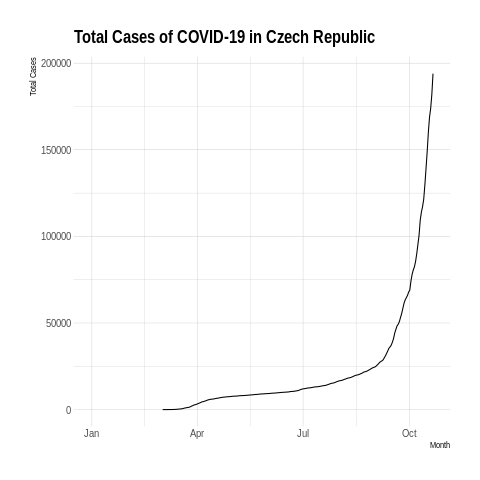 Total Cases of COVID-19 in Czech Republic
Total Cases
200000
150000
100000
50000
0
Jan Apr Jul Oct
Month